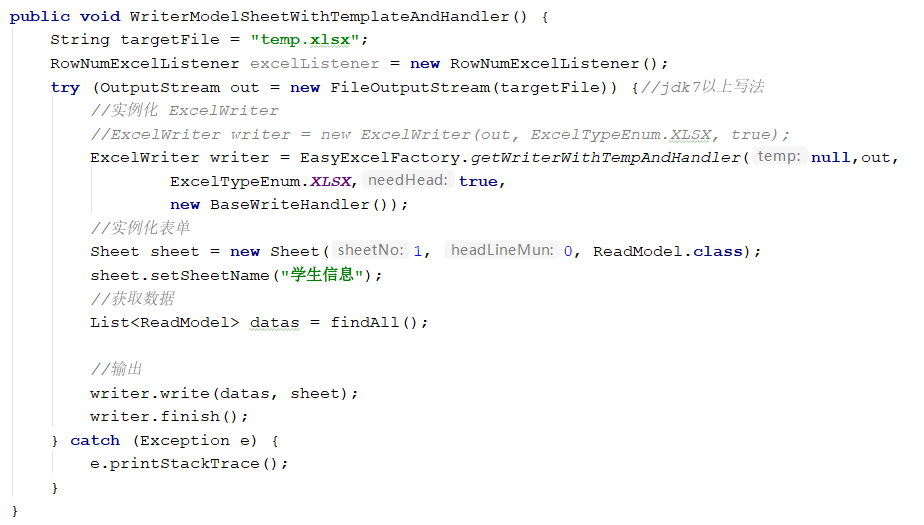 public void WriterModelSheetWithTemplateAndHandler() {
String targetFile = "temp.xlsx";
RowNumExcelListener excelListener = new RowNumExcelListener();
try (OutputStream out = new FileOutputStream(targetFile)) {//jdk7以上写法
//实例化 ExcelWriter
//ExcelWriter writer = new ExcelWriter(out, ExcelTypeEnum.XLSX, true);
ExcelWriter writer = EasyExcelFactory.getWriterWithTempAndHandler( temp: null,out,
ExcelTypeEnum.XLSX, needHead: true,
new BaseWriteHandler());
//实例化表单
Sheet sheet = new Sheet( sheetNo: 1, headLineMun: 0, ReadModel.class);
sheet.setSheetName("学生信息");
//获取数据
List<ReadModel> datas = findAll();
//输出
writer.write(datas, sheet);
writer.finish();
} catch (Exception e) {
e.printStackTrace();
}
}